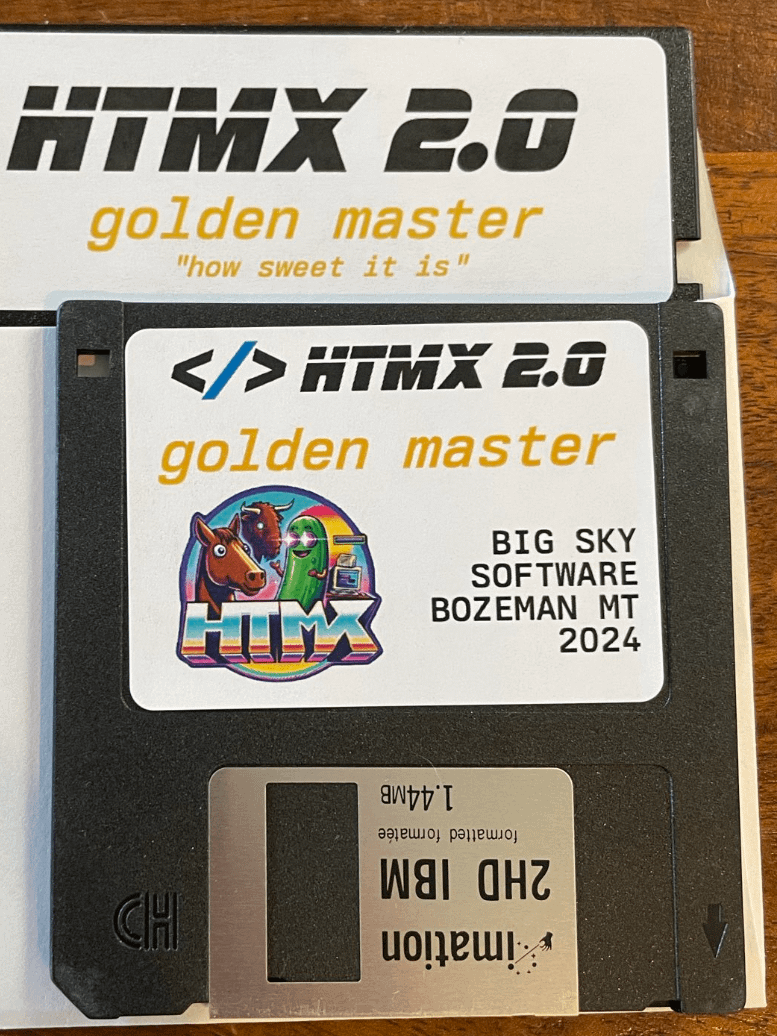 HTMX 2.0
golden master
"how sweet it is"
</> HTMX 2.0
golden master
HTMX
BIG SKY
SOFTWARE
BOZEMAN MT
2024
imation
2HD IBM
formatted formatée
1.44MB
HD